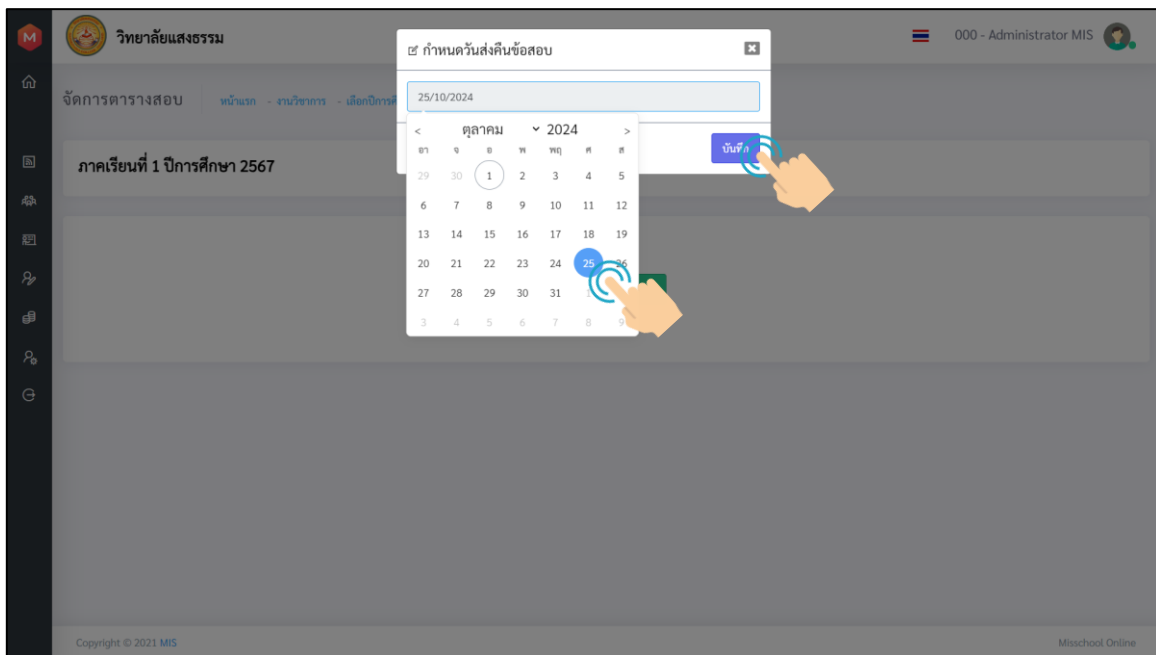 M
วิทยาลัยแสงธรรม
กำหนดวันส่งคืนข้อสอบ
000 - Administrator MIS
จัดการตารางสอบ
หน้าแรก - งานวิชาการ - เลือกปีการศึ
25/10/2024
ภาคเรียนที่ 1 ปีการศึกษา 2567
บันทึก
< ตุลาคม 2024 >
อา จ อ พ พฤ ศ ส
29 30 1 2 3 4 5
6 7 8 9 10 11 12
13 14 15 16 17 18 19
20 21 22 23 24 25 26
27 28 29 30 31
3 4 5 6 7 8 9
Copyright © 2021 MIS
Misschool Online